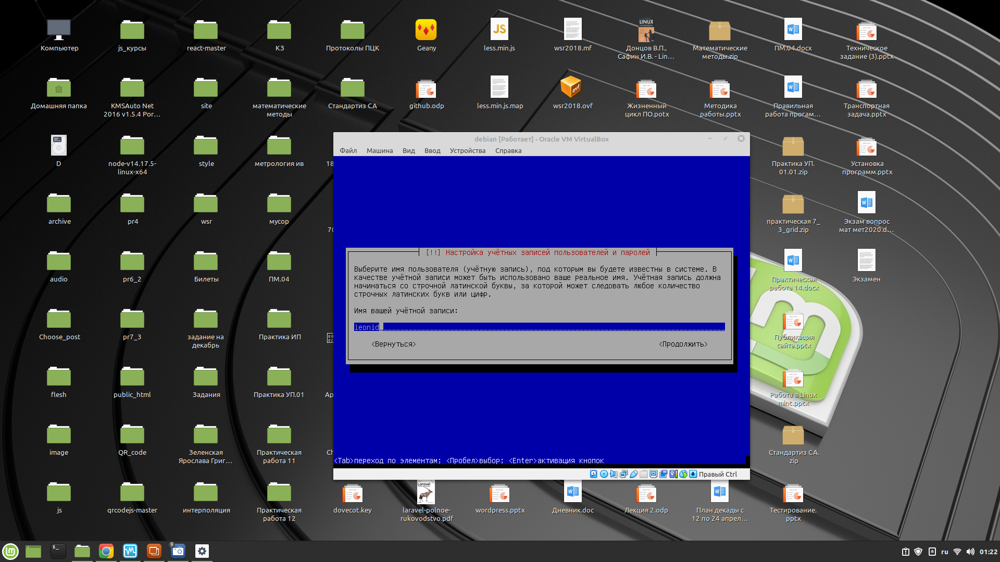 Компьютер
js_курсы
react-master
КЗ
Протоколы ПЦК
Geany
JS
less.min.js
wsr2018.mf
LINUX
Донцов В.П.,
Сафин И.В. - Lin...
Математические
методы.zip
ПМ.04.docx
Техническое
задание (3).pptx
Домашняя папка
KMSAuto Net
2016 v1.5.4 Por...
site
математические
методы
Стандартиз СА
github.odp
less.min.js.map
ovf
wsr2018.ovf
Жизненный
цикл ПО.potx
Методика
работы.pptx
Правильная
работа програм...
Транспортная
задача.pptx
D
node-v14.17.5-
linux-x64
style
метрология ив
18
Практика УП.
01.01.zip
Установка
программ.pptx
debian [Работает] - Oracle VM VirtualBox
Файл Машина Вид Ввод Устройства Справка
archive
pr4
wsr
мусор
70
практическая 7_
3_grid.zip
Экзам вопрос
мат мет2020.d...
[!!] Настройка учётных записей пользователей и паролей
Выберите имя пользователя (учётную запись), под которым вы будете известны в системе. В
качестве учётной записи может быть использовано ваше реальное имя. Учётная запись должна
начинаться со строчной латинской буквы, за которой может следовать любое количество
строчных латинских букв или цифр.
Имя вашей учётной записи:
leonid
<Вернуться>
<Продолжить>
<Tab>переход по элементам; <Пробел>выбор; <Enter>активация кнопок
Правый Ctrl
audio
pr6_2
Билеты
ПМ.04
Практическая
работа 14.docx
Экзамен
Choose_post
pr7_3
задание на
декабрь
Практика ИП
Публикация
сайта.pptx
flesh
public_html
Задания
Практика УП.01
Ap
Работа в Linux
mint.pptx
image
QR_code
Зеленская
Ярослава Григ...
Практическая
работа 11
Ch
Стандартиз СА.
zip
js
qrcodejs-master
интерполяция
Практическая
работа 12
dovecot.key
Laravel
laravel-polnoe-
rukovodstvo.pdf
wordpress.pptx
Дневник.doc
Лекция 2.odp
План декады с
12 по 24 апрел...
Тестирование.
pptx
9
ru
01:22